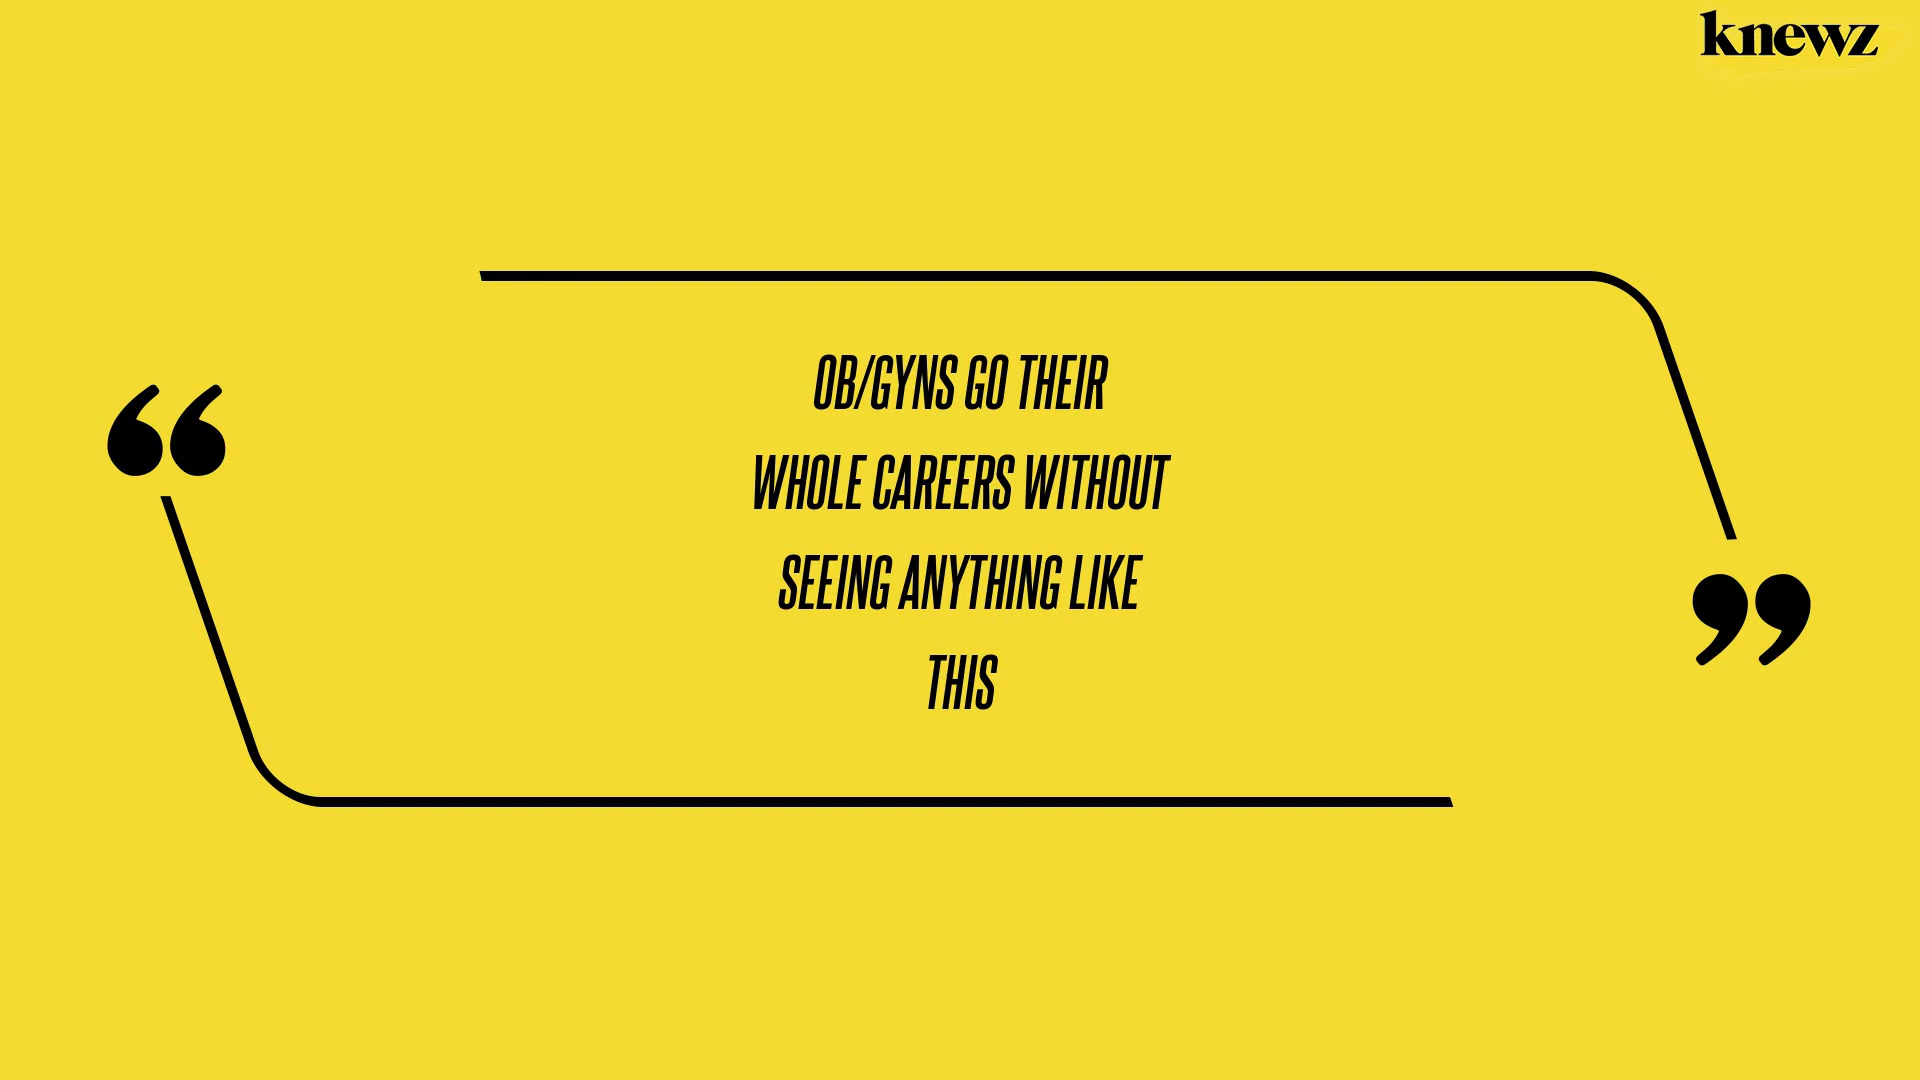 knewz
“
OB/GYNS GO THEIR
WHOLE CAREERS WITHOUT
SEEING ANYTHING LIKE
THIS
”